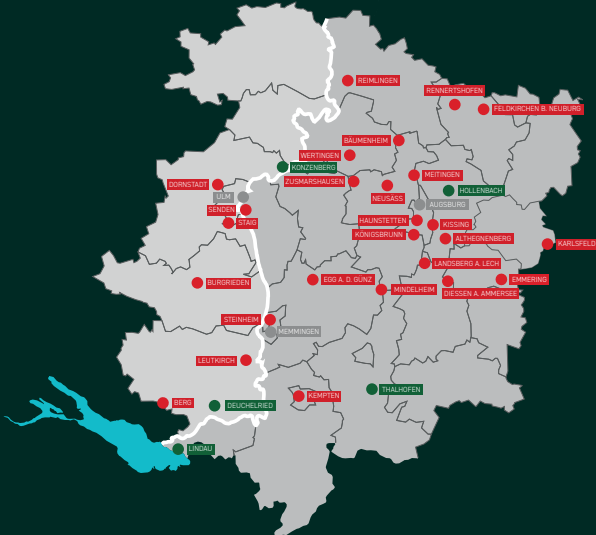 REIMLINGEN
RENNERTSHOFEN
FELDKIRCHEN B. NEUBURG
BÄUMENHEIM
WERTINGEN
KONZENBERG
MEITINGEN
ZUSMARSHAUSEN
DORNSTADT
HOLLENBACH
ULM
NEUSÄSS
AUGSBURG
SENDEN
STAIG
HAUNSTETTEN
KISSING
KÖNIGSBRUNN
ALTHEGNENBERG
KARLSFELD
LANDSBERG A. LECH
BURGRIEDEN
EGG A. D. GÜNZ
EMMERING
MINDELHEIM
DIESSEN A. AMMERSEE
STEINHEIM
MEMMINGEN
LEUTKIRCH
THALHOFEN
KEMPTEN
BERG
DEUCHELRIED
LINDAU